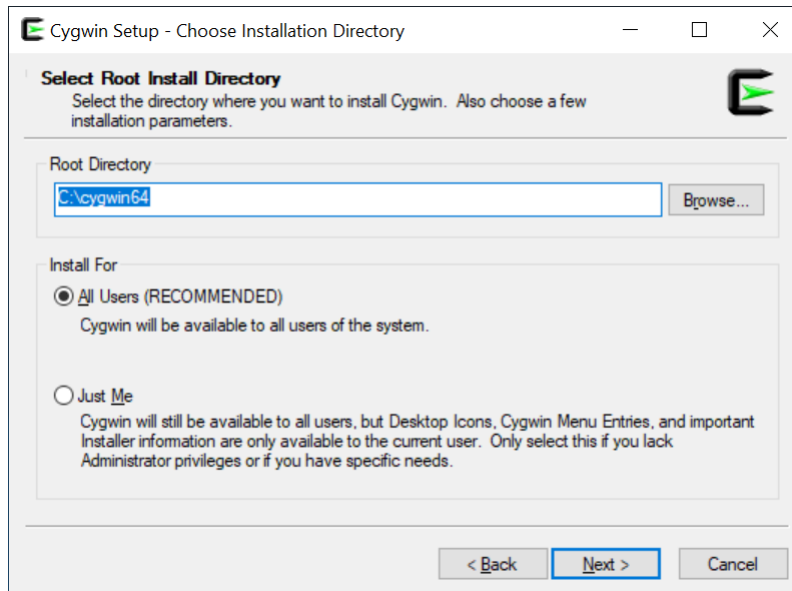 Cygwin Setup - Choose Installation Directory
Select Root Install Directory
Select the directory where you want to install Cygwin. Also choose a few
installation parameters.
Root Directory
C:\cygwin64
Browse...
Install For
All Users (RECOMMENDED)
Cygwin will be available to all users of the system.
Just Me
Cygwin will still be available to all users, but Desktop Icons, Cygwin Menu Entries, and important
Installer information are only available to the current user. Only select this if you lack
Administrator privileges or if you have specific needs.
< Back
Next >
Cancel